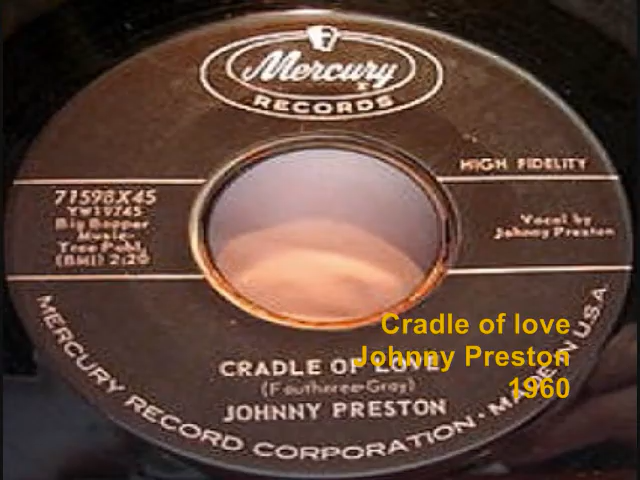 Mercury
RECORDS
HIGH FIDELITY
71598X45
YW19745
Big Bopper
Music-
Tree Publ.
(BMI) 2:20
Vocal by
Johnny Preston
Cradle of love
Johnny Preston
1960
CRADLE OF LOVE
(Fautheree-Gray)
JOHNNY PRESTON
MERCURY RECORD CORPORATION • MADE IN U.S.A